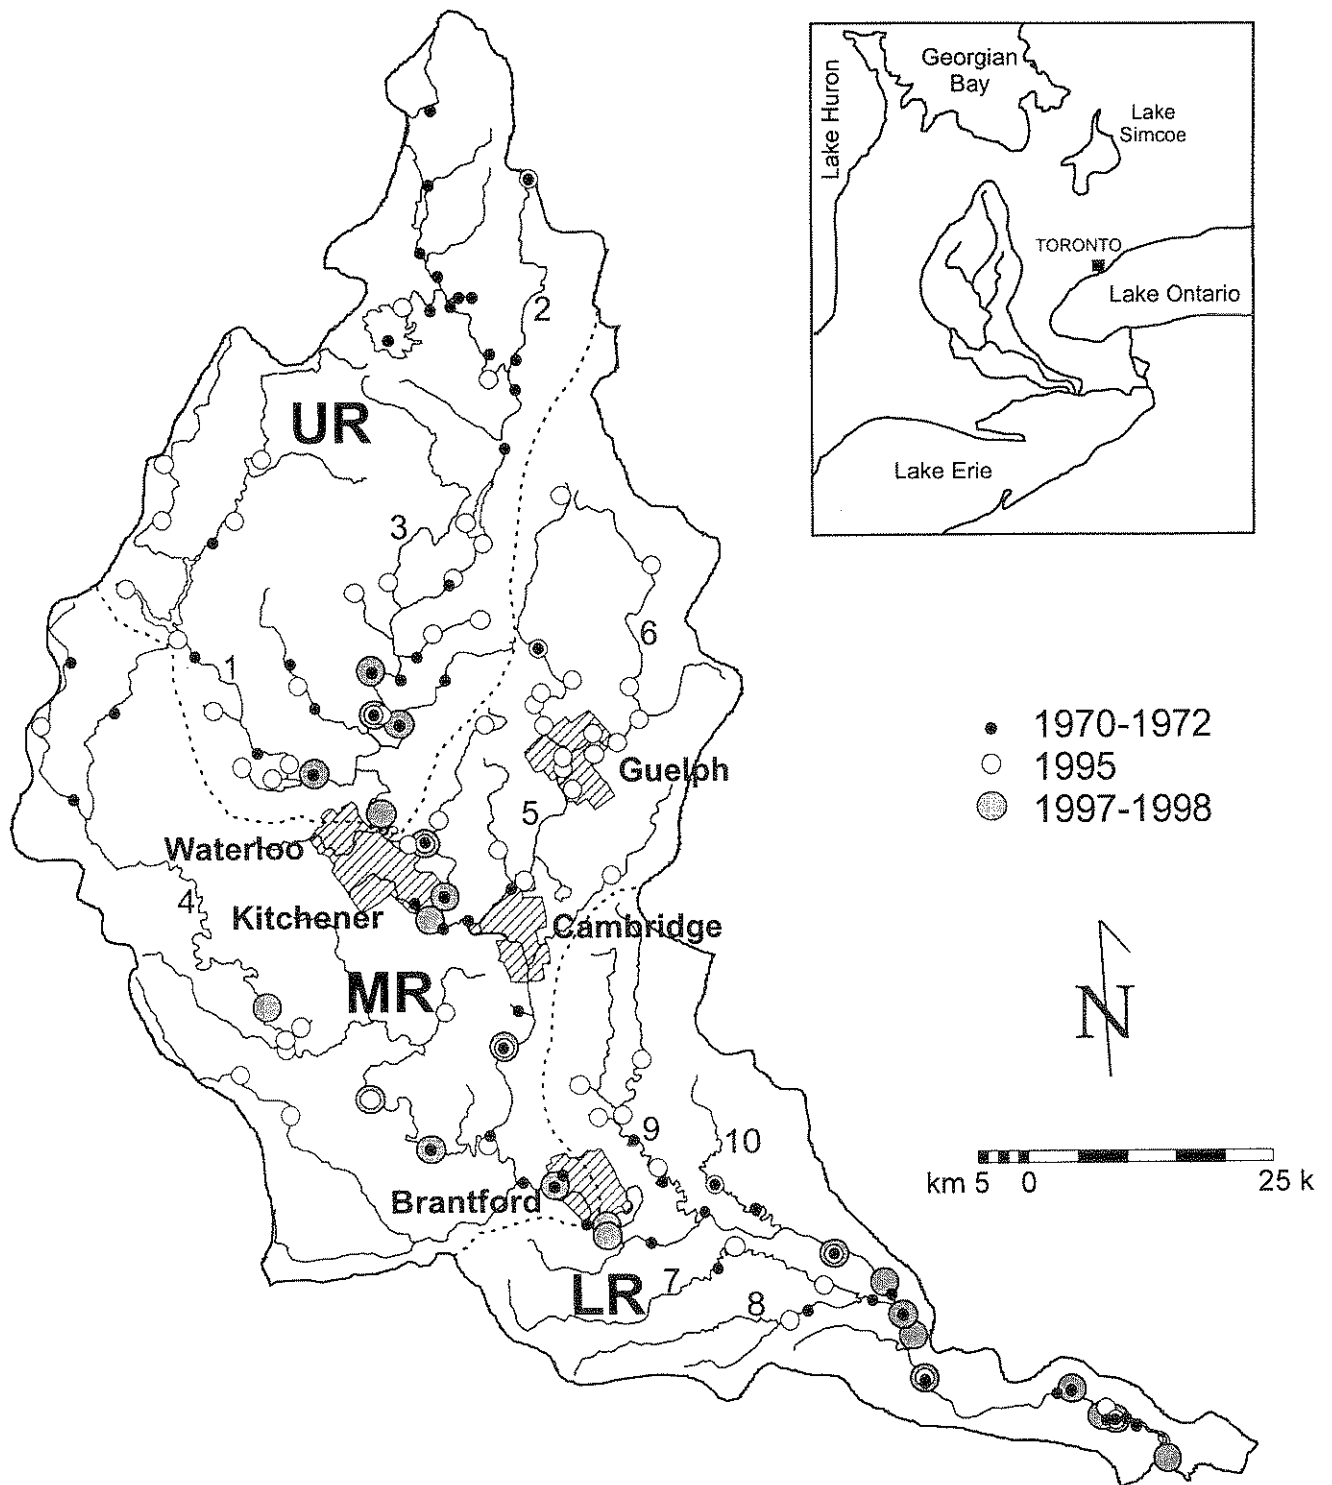 Georgian
Bay
Lake Huron
Lake
Simcoe
TORONTO
Lake Ontario
Lake Erie
2
UR
3
6
1
1970-1972
1995
1997-1998
Guelph
5
Waterloo
4
Kitchener
Cambridge
MR
N
9
10
km 5 0 25 k
Brantford
LR
7
8